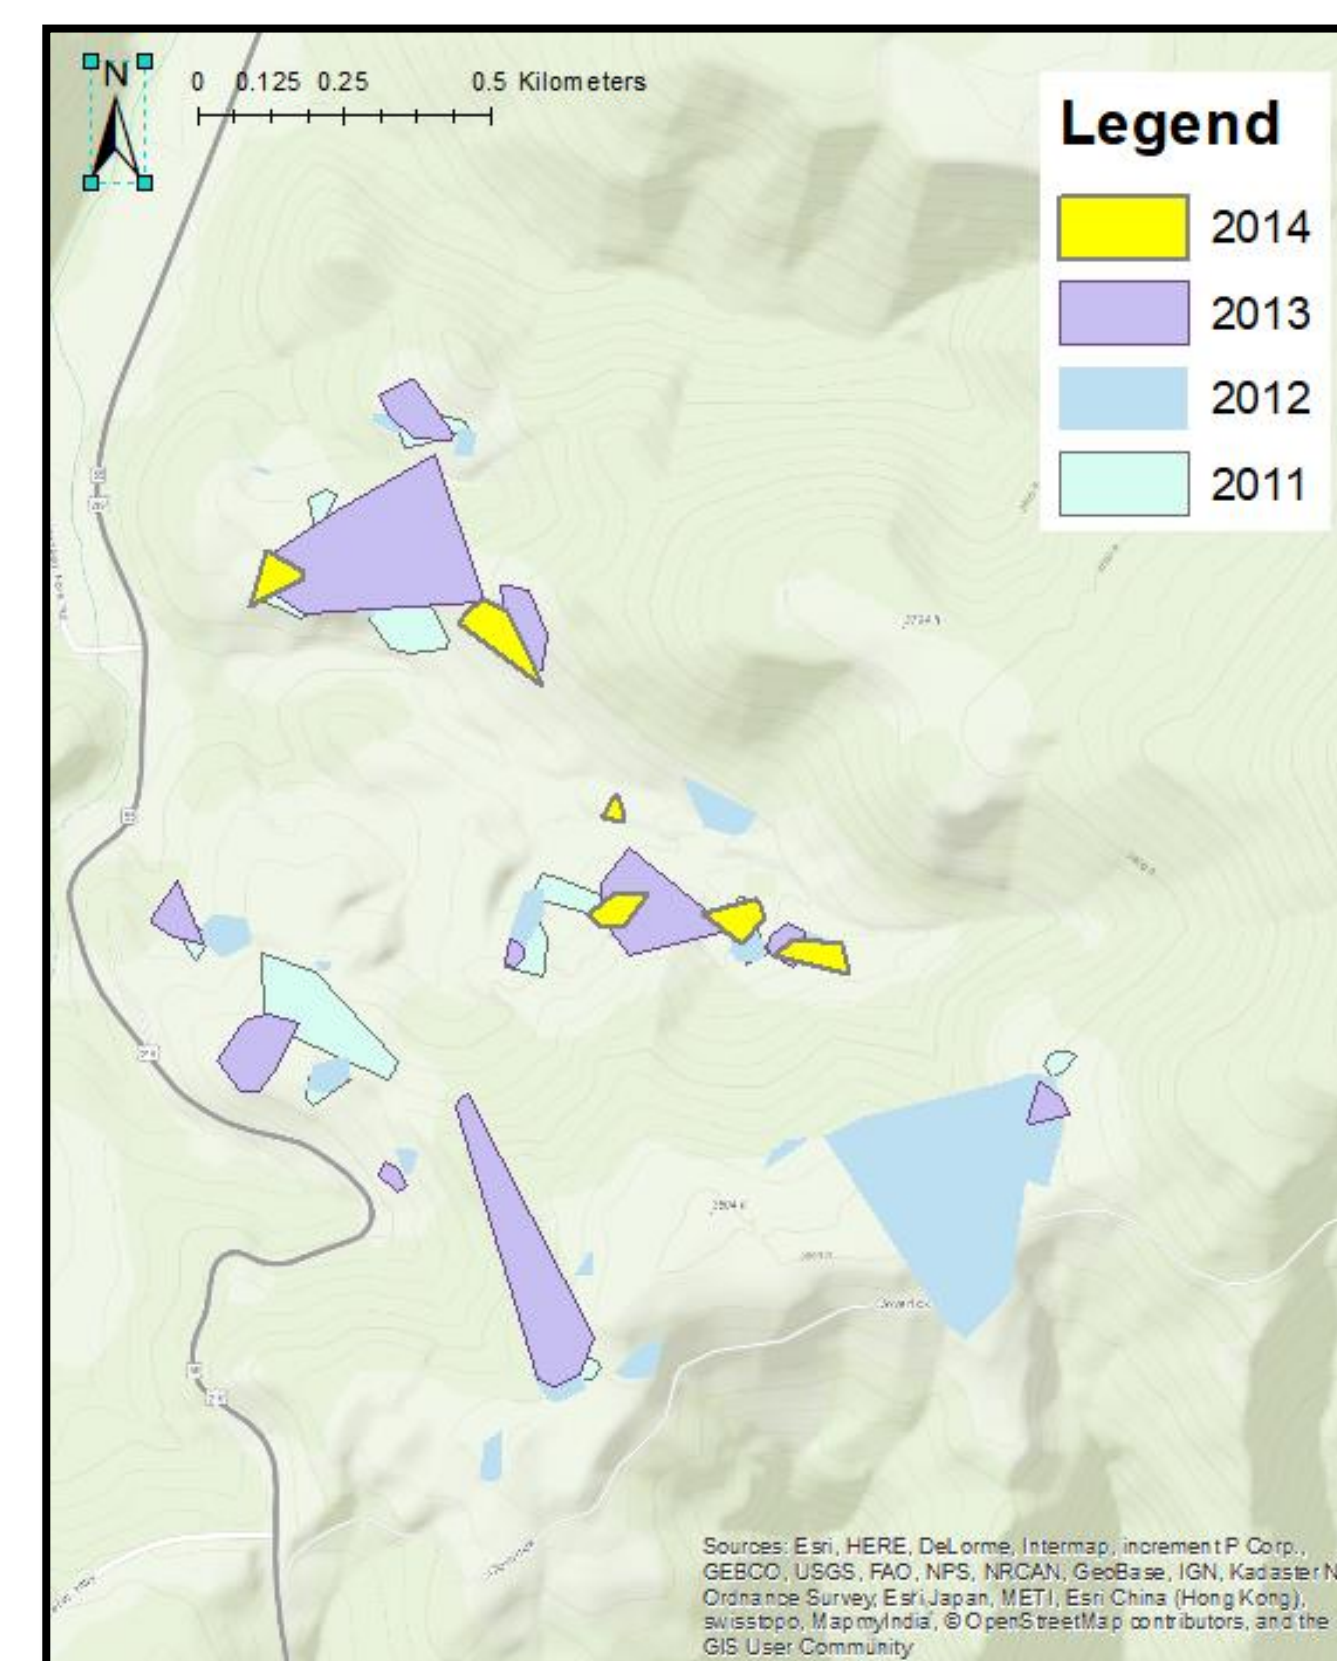 N
0 0.125 0.25 0.5 Kilometers
Legend
2014
2013
2012
2011
Sources: Esri, HERE, DeLorme, Intermap, increment P Corp.,
GEBCO, USGS, FAO, NPS, NRCAN, GeoBase, IGN, Kadaster N
Ordnance Survey, Esri Japan, METI, Esri China (Hong Kong),
swisstopo, MapmyIndia, © OpenStreetMap contributors, and the
GIS User Community